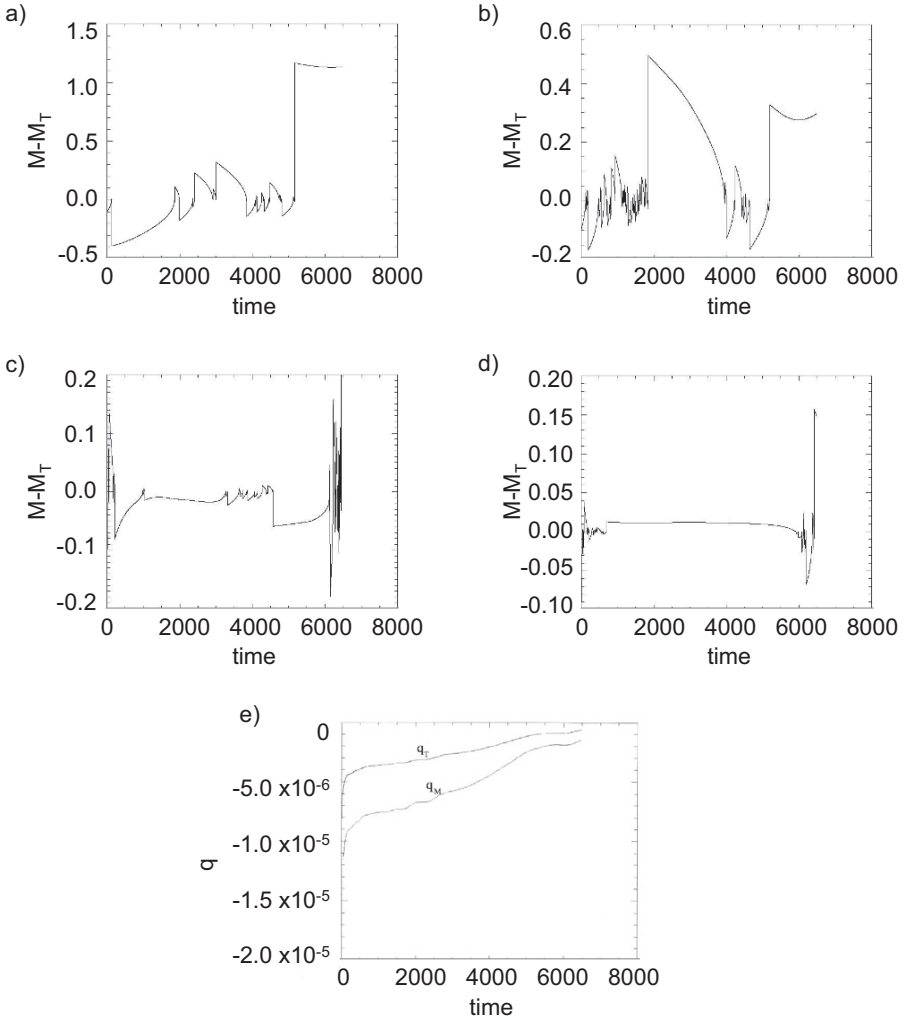 a)
1.5
1.0
0.5
0.0
-0.5
M-M_T
0 2000 4000 6000 8000
time
b)
0.6
0.4
0.2
0.0
-0.2
M-M_T
0 2000 4000 6000 8000
time
c)
0.2
0.1
0.0
-0.1
-0.2
M-M_T
0 2000 4000 6000 8000
time
d)
0.20
0.15
0.10
0.05
0.00
-0.05
-0.10
M-M_T
0 2000 4000 6000 8000
time
e)
0
-5.0 x10⁻⁶
-1.0 x10⁻⁵
-1.5 x10⁻⁵
-2.0 x10⁻⁵
q
q_T
q_M
0 2000 4000 6000 8000
time